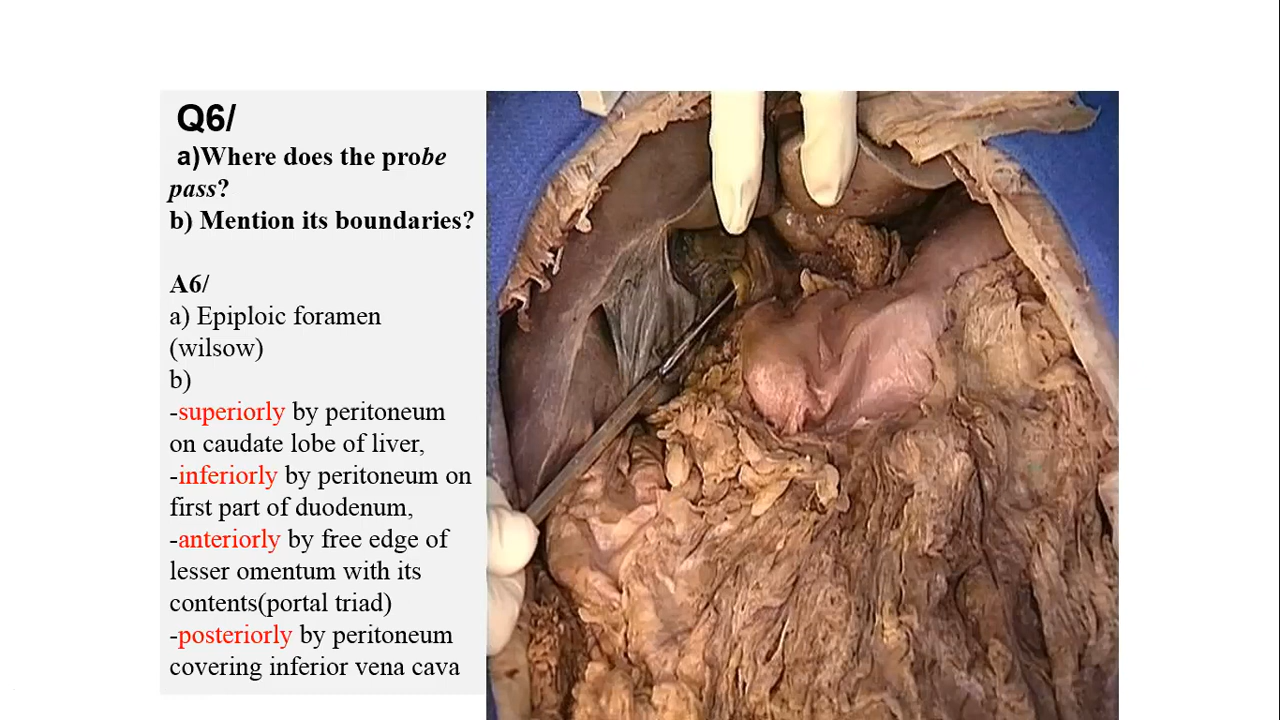 Q6/
a)Where does the probe
pass?
b) Mention its boundaries?
A6/
a) Epiploic foramen
(wilsow)
b)
-superiorly by peritoneum
on caudate lobe of liver,
-inferiorly by peritoneum on
first part of duodenum,
-anteriorly by free edge of
lesser omentum with its
contents(portal triad)
-posteriorly by peritoneum
covering inferior vena cava